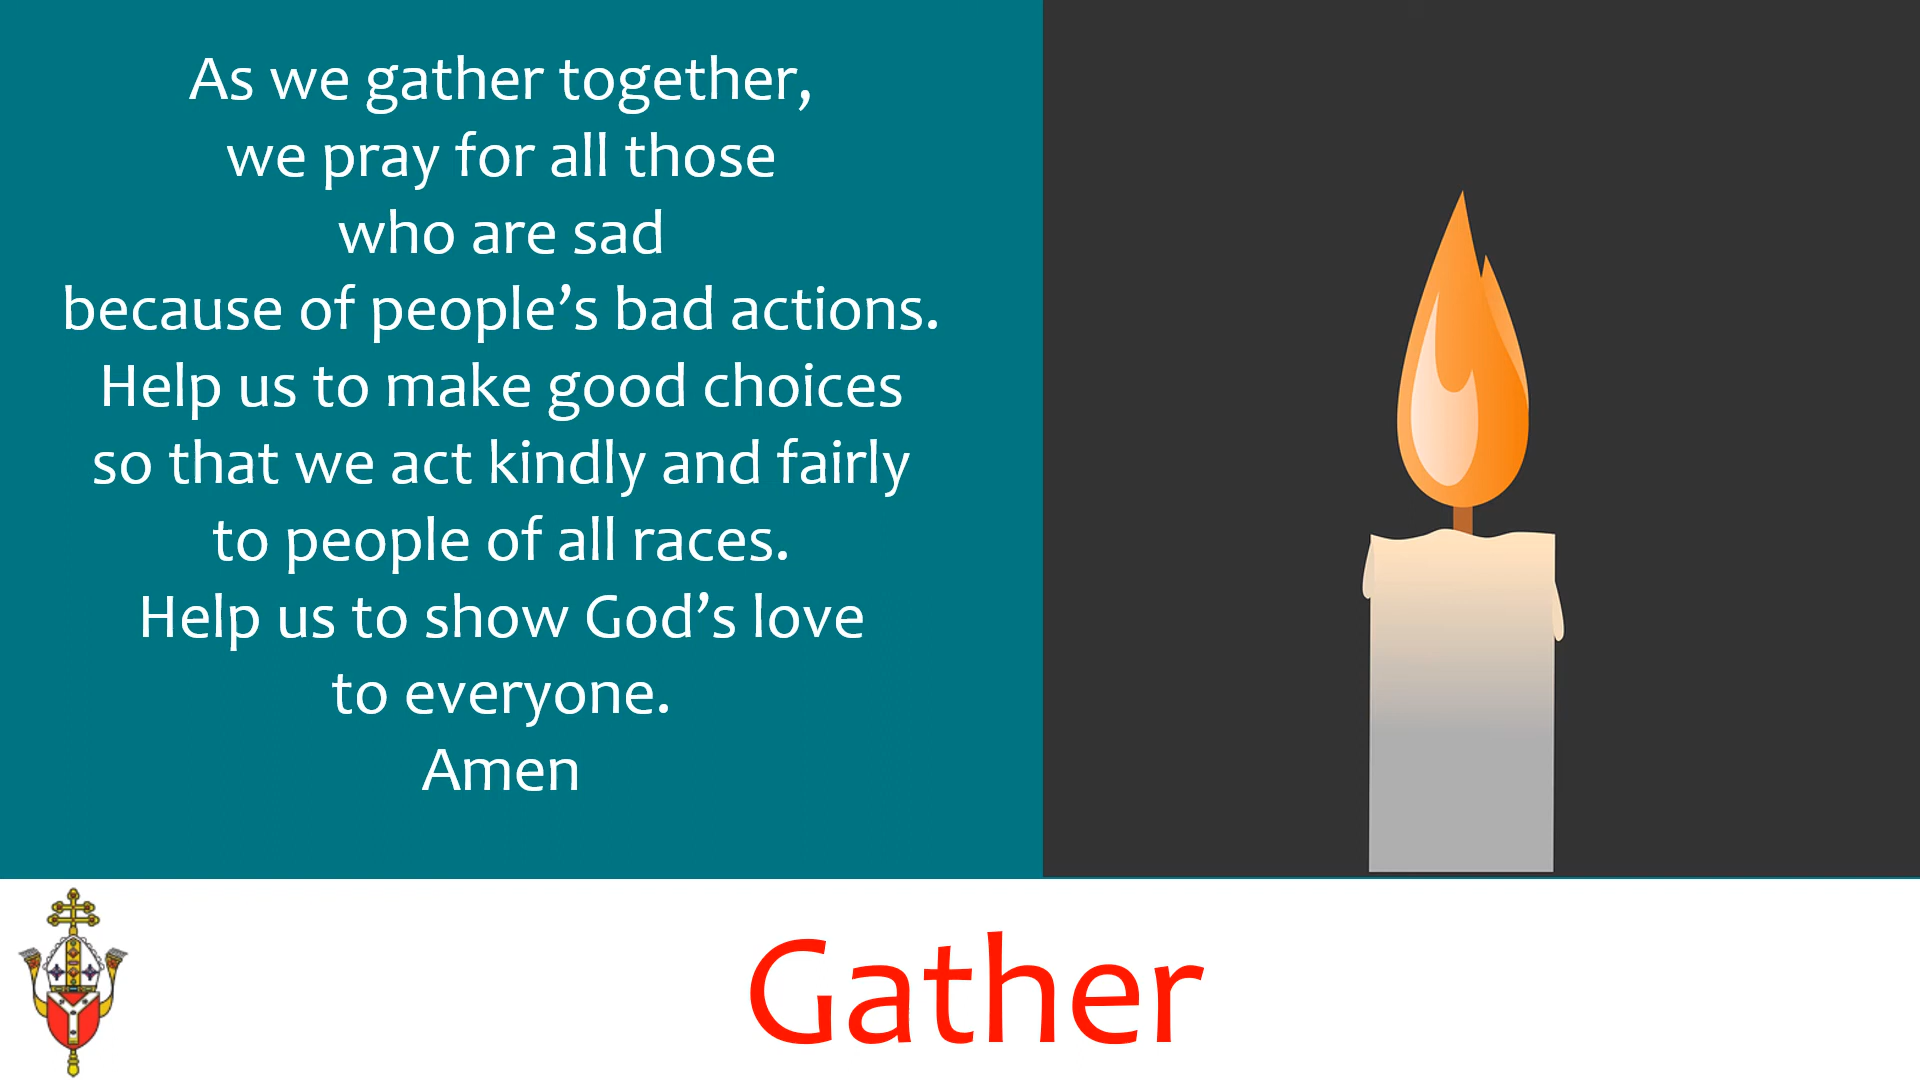 As we gather together,
we pray for all those
who are sad
because of people’s bad actions.
Help us to make good choices
so that we act kindly and fairly
to people of all races.
Help us to show God’s love
to everyone.
Amen
Gather